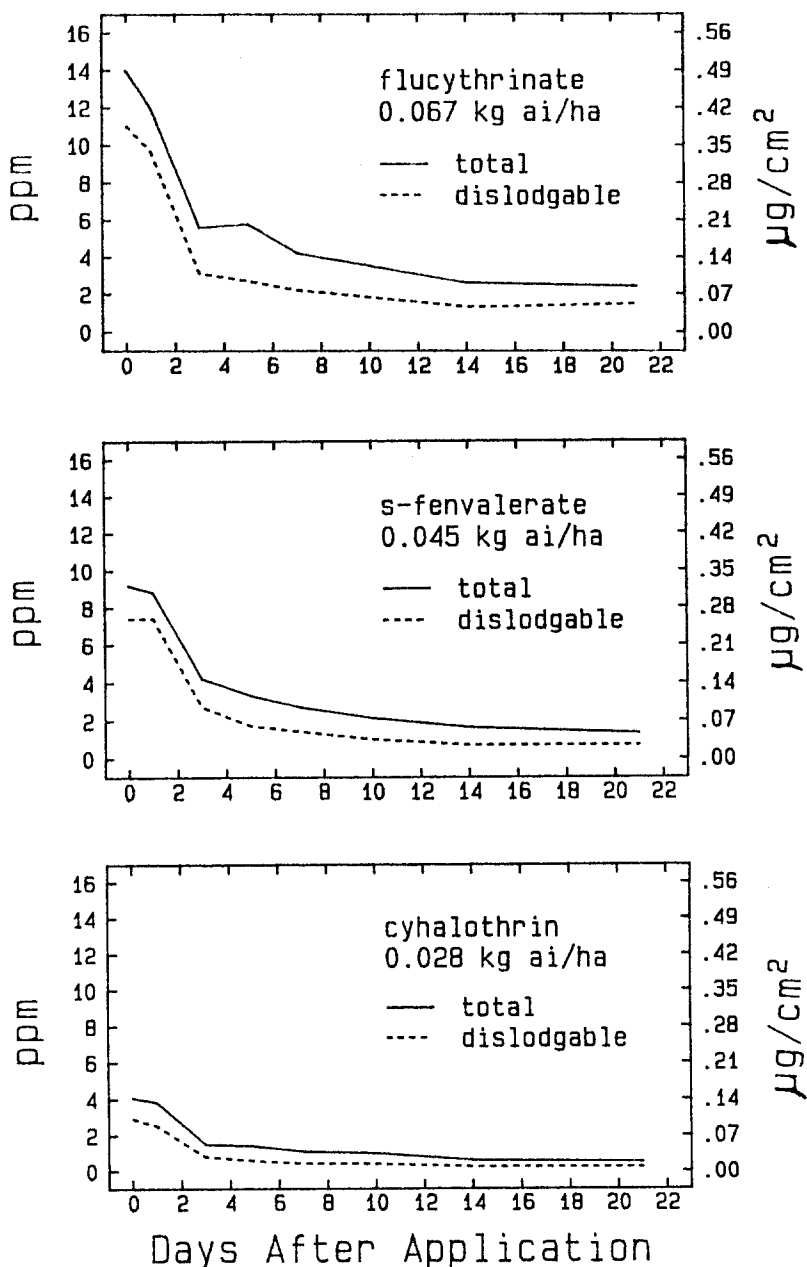 16
14
12
10
8
6
4
2
0
ppm
flucythrinate
0.067 kg ai/ha
total
dislodgable
.56
.49
.42
.35
.28
.21
.14
.07
.00
µg/cm²
0 2 4 6 8 10 12 14 16 18 20 22
16
14
12
10
8
6
4
2
0
ppm
s-fenvalerate
0.045 kg ai/ha
total
dislodgable
.56
.49
.42
.35
.28
.21
.14
.07
.00
µg/cm²
0 2 4 6 8 10 12 14 16 18 20 22
16
14
12
10
8
6
4
2
0
ppm
cyhalothrin
0.028 kg ai/ha
total
dislodgable
.56
.49
.42
.35
.28
.21
.14
.07
.00
µg/cm²
0 2 4 6 8 10 12 14 16 18 20 22
Days After Application